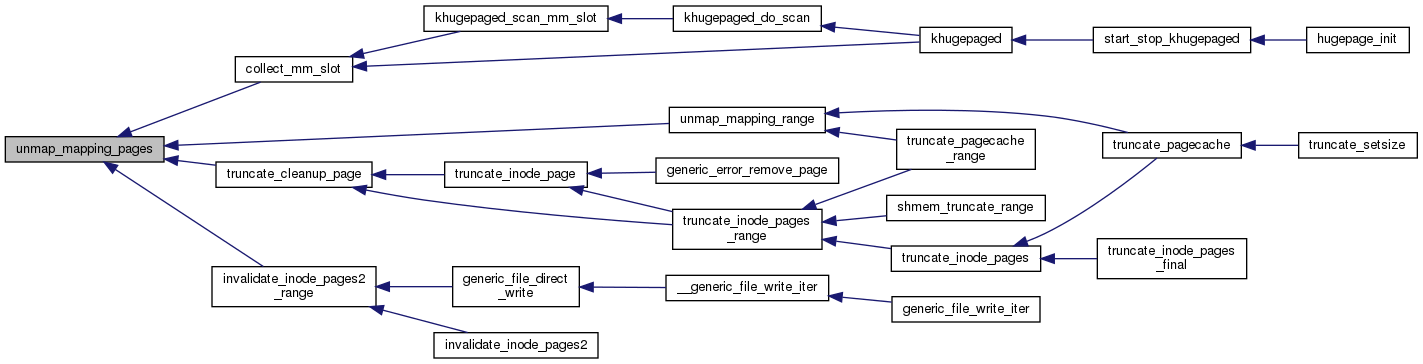 khugepaged_scan_mm_slot
khugepaged_do_scan
khugepaged
start_stop_khugepaged
hugepage_init
collect_mm_slot
unmap_mapping_range
truncate_pagecache
_range
truncate_pagecache
truncate_setsize
unmap_mapping_pages
truncate_cleanup_page
truncate_inode_page
generic_error_remove_page
truncate_inode_pages
_range
shmem_truncate_range
truncate_inode_pages
truncate_inode_pages
_final
invalidate_inode_pages2
_range
generic_file_direct
_write
__generic_file_write_iter
generic_file_write_iter
invalidate_inode_pages2